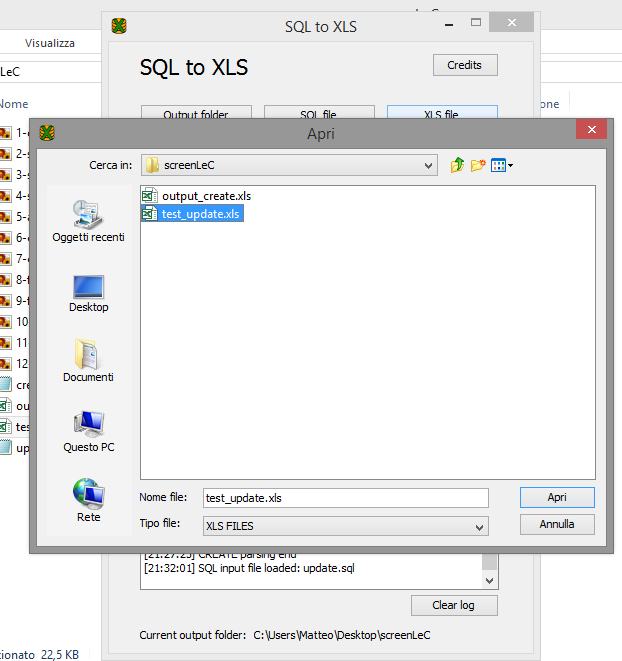 SQL to XLS
Visualizza
SQL to XLS
Credits
LeC
Nome
Output folder
SQL file
XLS file
one
Apri
Cerca in:
screenLeC
output_create.xls
test_update.xls
Oggetti recenti
Desktop
Documenti
Questo PC
Rete
Nome file:
test_update.xls
Apri
Tipo file:
XLS FILES
Annulla
1-
2-s
3-s
4-s
5-a
6-
7-
8-f
9-f
10
11
12
cre
ou
tes
up
[21:27:25] CREATE parsing end
[21:32:01] SQL input file loaded: update.sql
Clear log
Current output folder: C:\Users\Matteo\Desktop\screenLeC
zionato 22,5 KB